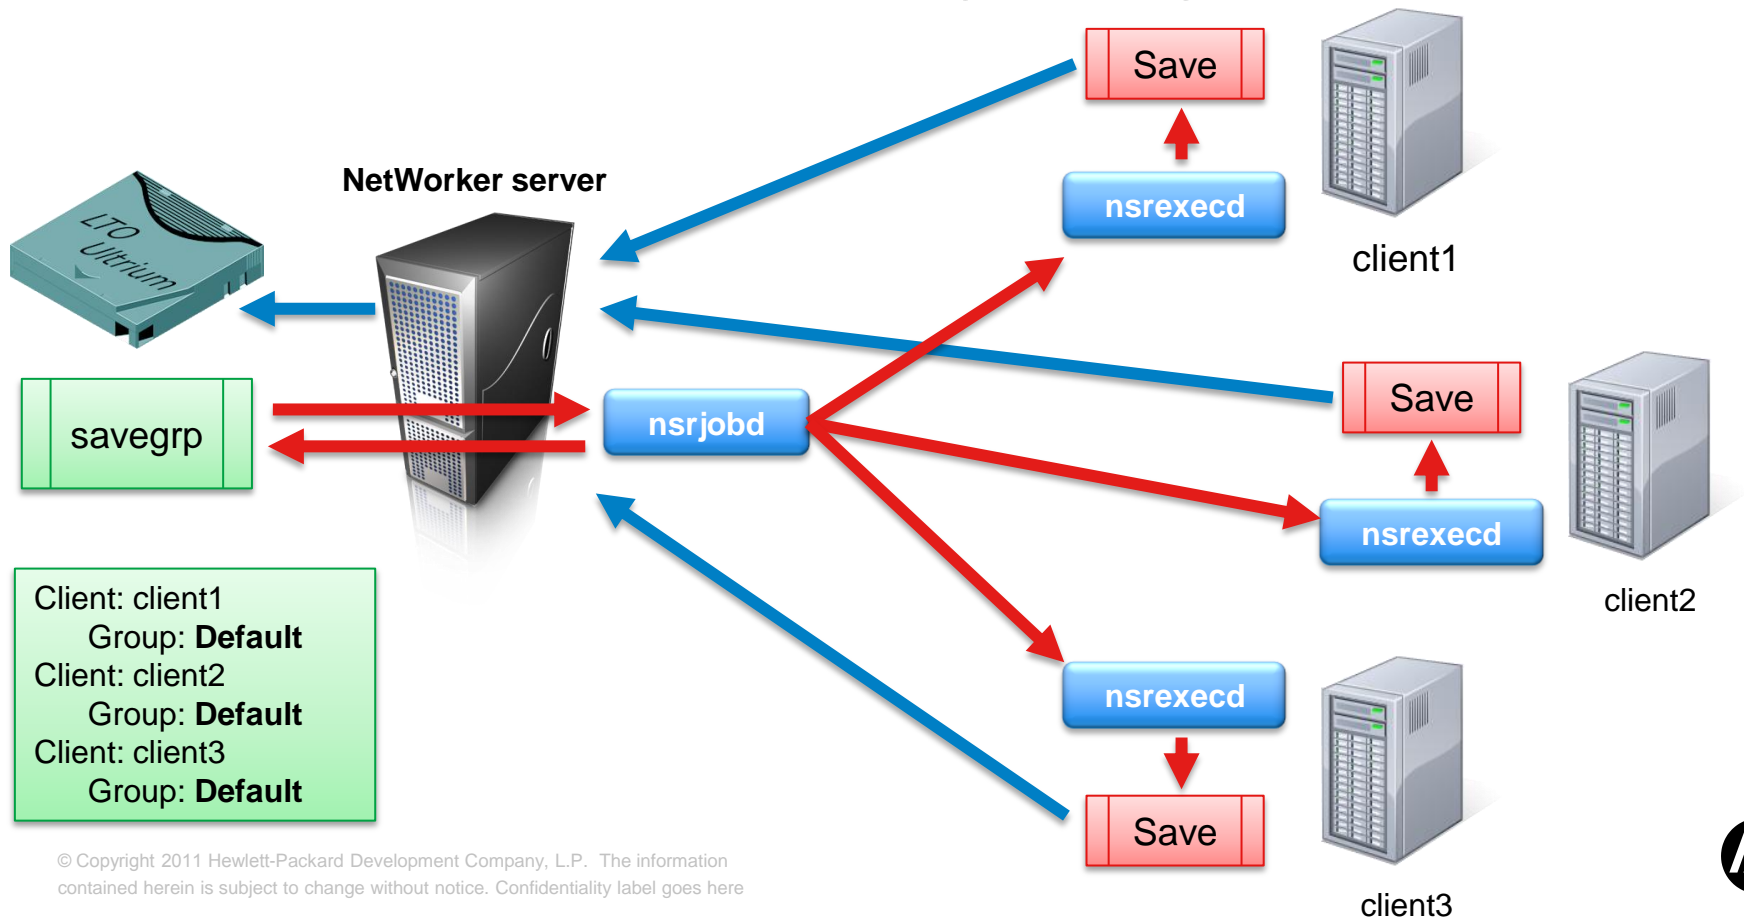 Save
NetWorker server
nsrexecd
client1
LTO
Ultrium
savegrp
nsrjobd
Save
nsrexecd
client2
Client: client1
Group: Default
Client: client2
Group: Default
Client: client3
Group: Default
nsrexecd
Save
client3
© Copyright 2011 Hewlett-Packard Development Company, L.P. The information
contained herein is subject to change without notice. Confidentiality label goes here